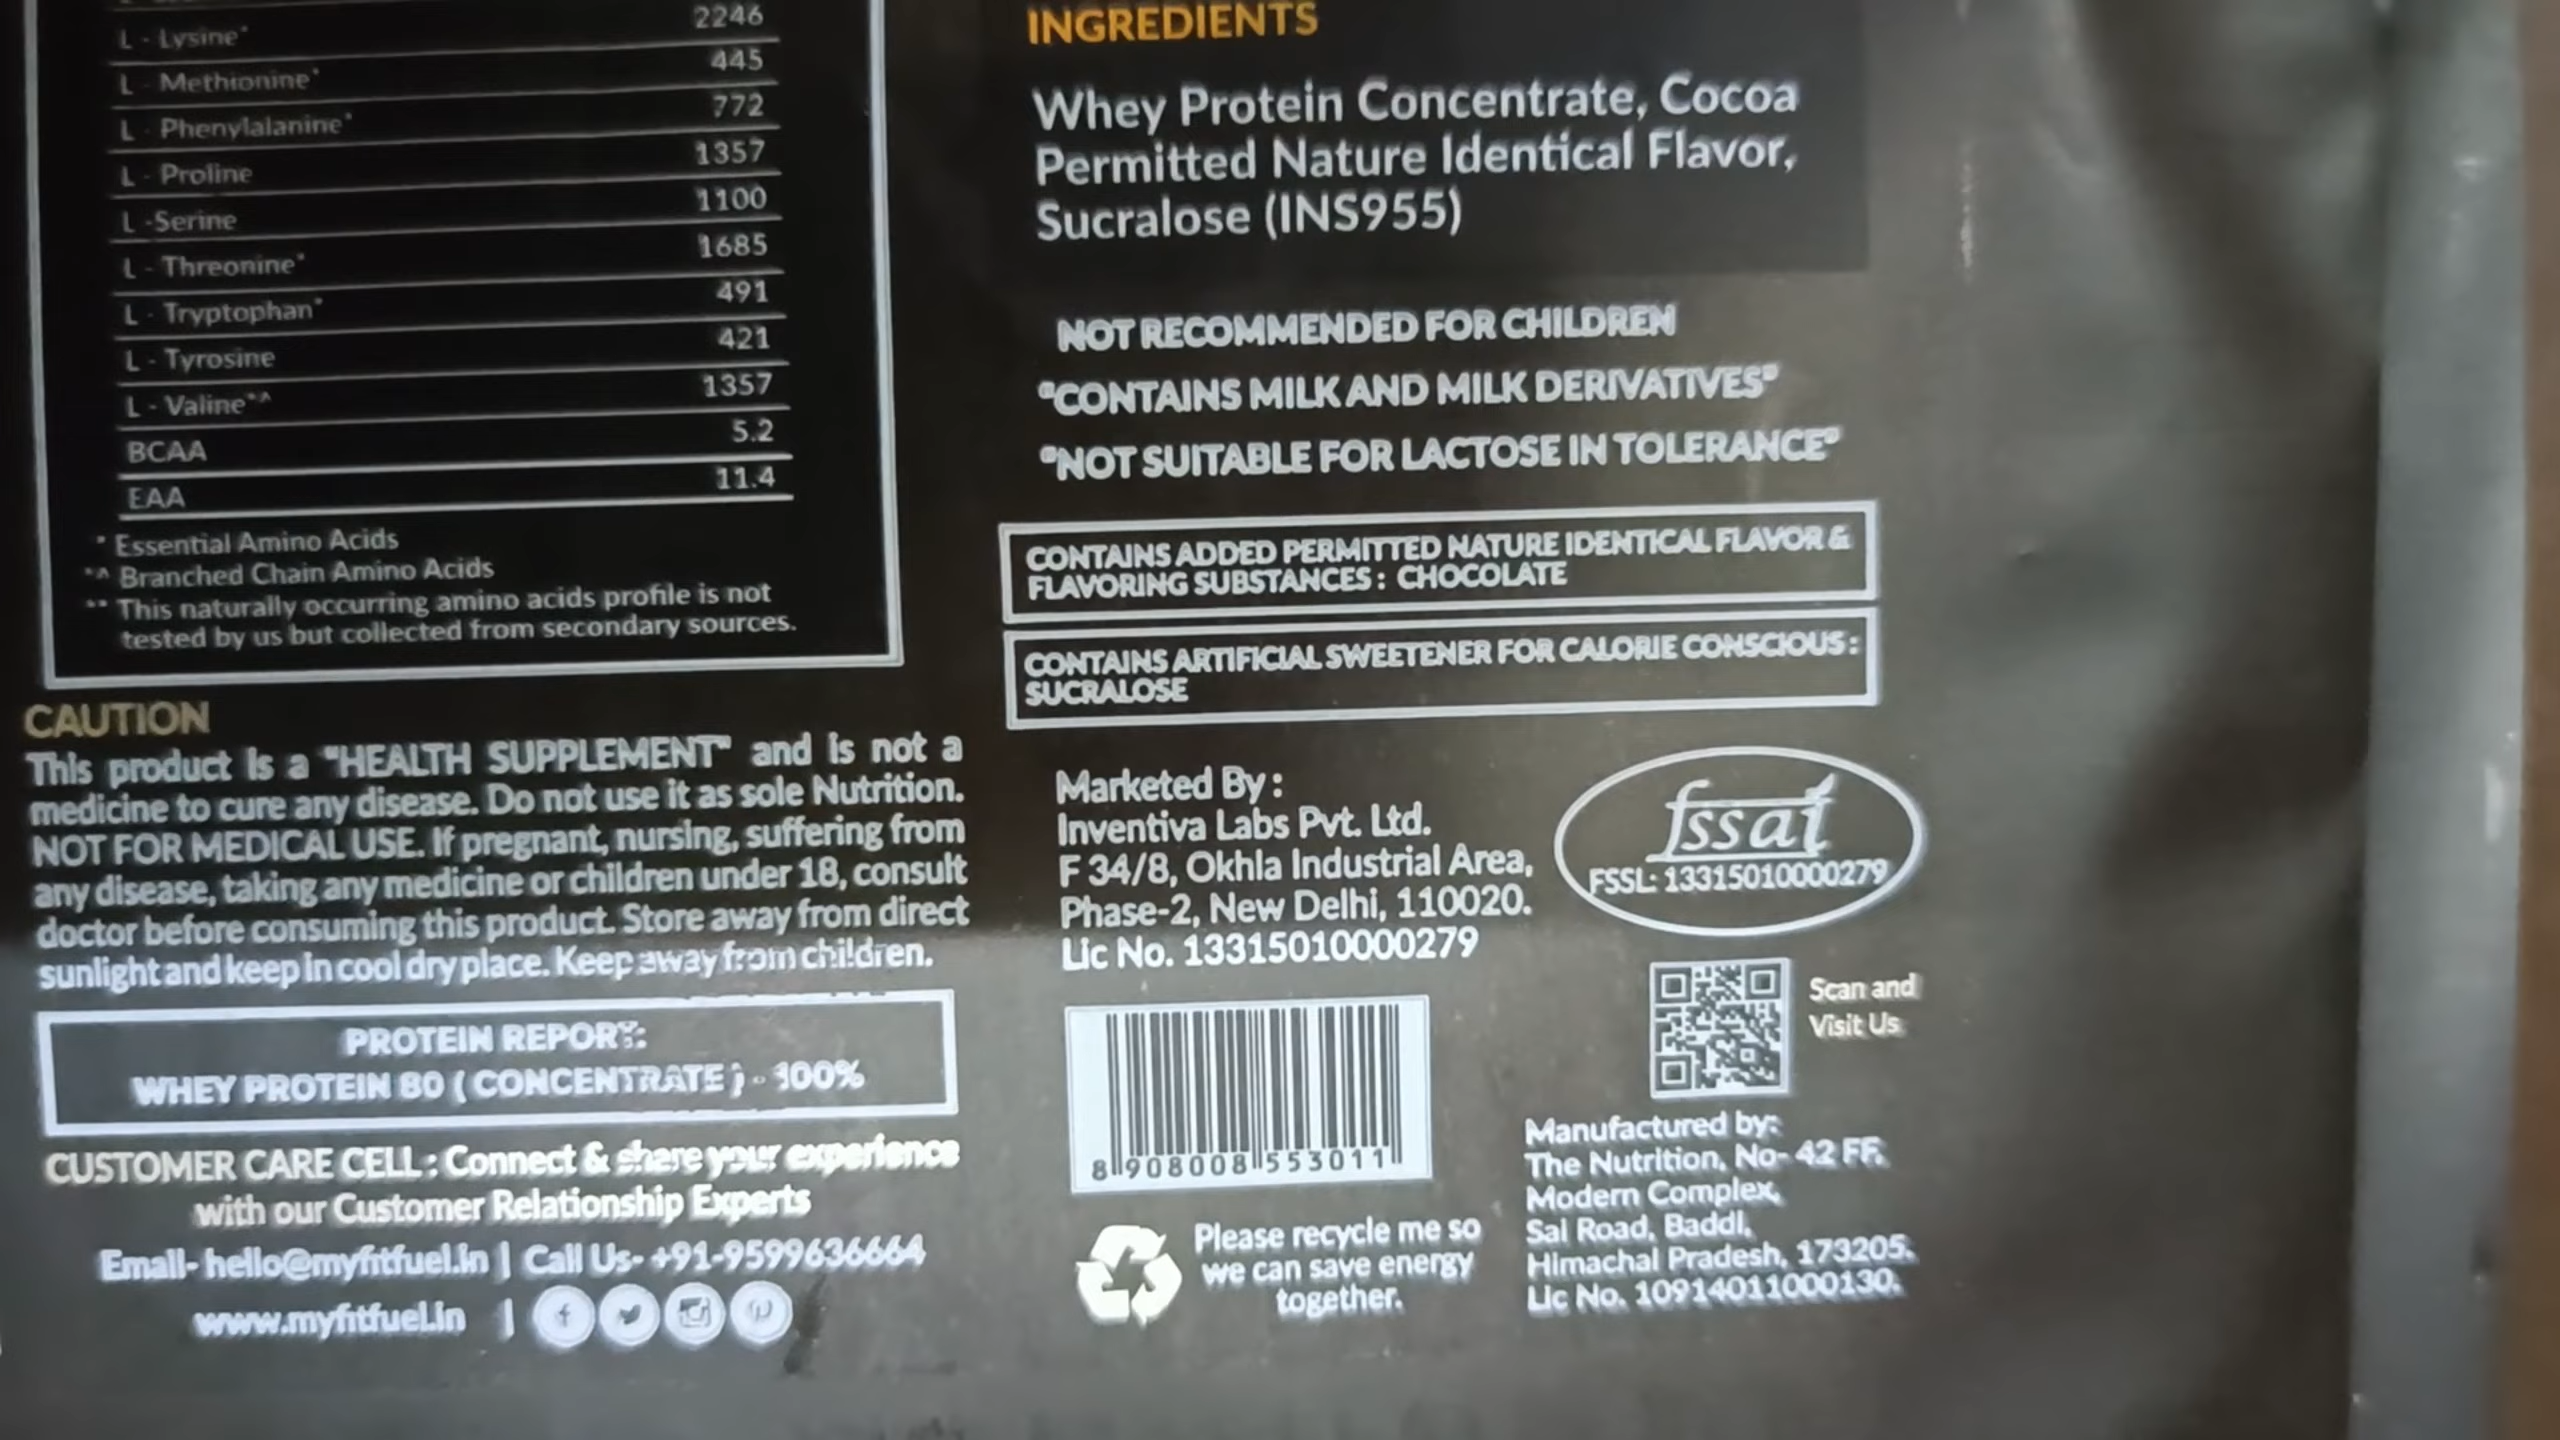 L - Lysine* 2246
L - Methionine* 445
L - Phenylalanine* 772
L - Proline 1357
L -Serine 1100
L - Threonine* 1685
L - Tryptophan* 491
L - Tyrosine 421
L - Valine*^ 1357
BCAA 5.2
EAA 11.4
* Essential Amino Acids
*^ Branched Chain Amino Acids
** This naturally occurring amino acids profile is not
tested by us but collected from secondary sources.
CAUTION
This product is a "HEALTH SUPPLEMENT" and is not a
medicine to cure any disease. Do not use it as sole Nutrition.
NOT FOR MEDICAL USE. If pregnant, nursing, suffering from
any disease, taking any medicine or children under 18, consult
doctor before consuming this product. Store away from direct
sunlight and keep in cool dry place. Keep away from children.
PROTEIN REPORT:
WHEY PROTEIN 80 ( CONCENTRATE ) - 100%
CUSTOMER CARE CELL : Connect & share your experience
with our Customer Relationship Experts
Email- hello@myfitfuel.in | Call Us- +91-9599636664
www.myfitfuel.in |
INGREDIENTS
Whey Protein Concentrate, Cocoa
Permitted Nature Identical Flavor,
Sucralose (INS955)
NOT RECOMMENDED FOR CHILDREN
"CONTAINS MILK AND MILK DERIVATIVES"
"NOT SUITABLE FOR LACTOSE IN TOLERANCE"
CONTAINS ADDED PERMITTED NATURE IDENTICAL FLAVOR &
FLAVORING SUBSTANCES : CHOCOLATE
CONTAINS ARTIFICIAL SWEETENER FOR CALORIE CONSCIOUS :
SUCRALOSE
Marketed By :
Inventiva Labs Pvt. Ltd.
F 34/8, Okhla Industrial Area,
Phase-2, New Delhi, 110020.
Lic No. 13315010000279
fssai
FSSL: 13315010000279
Scan and
Visit Us
8 908008 553011
Please recycle me so
we can save energy
together.
Manufactured by:
The Nutrition, No- 42 FF,
Modern Complex,
Sai Road, Baddi,
Himachal Pradesh, 173205.
Lic No. 10914011000130.